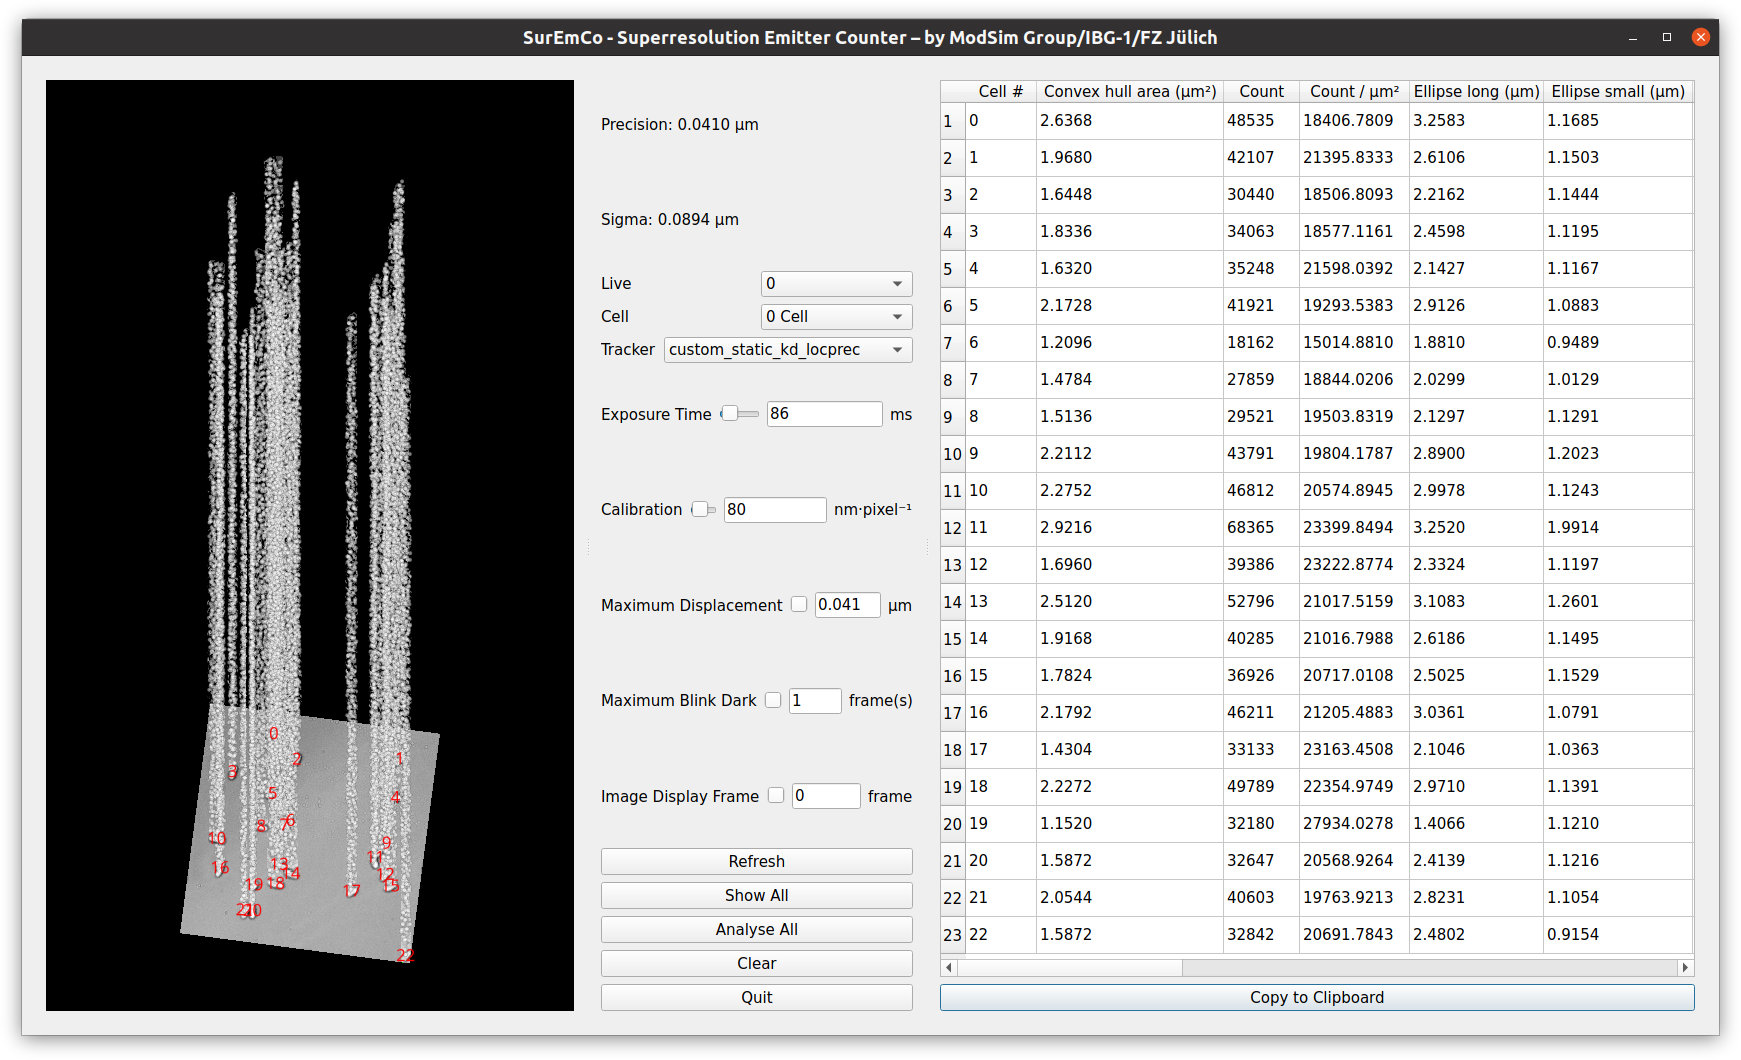 SurEmCo - Superresolution Emitter Counter – by ModSim Group/IBG-1/FZ Jülich
0
2
1
3
5
4
8
7
6
10
9
16
11
13
14
12
15
19
18
17
21
20
22
Precision: 0.0410 µm
Sigma: 0.0894 µm
Live 0
Cell 0 Cell
Tracker custom_static_kd_locprec
Exposure Time 86 ms
Calibration 80 nm·pixel⁻¹
Maximum Displacement 0.041 µm
Maximum Blink Dark 1 frame(s)
Image Display Frame 0 frame
Refresh
Show All
Analyse All
Clear
Quit
Cell # Convex hull area (µm²) Count Count / µm² Ellipse long (µm) Ellipse small (µm)
1 0 2.6368 48535 18406.7809 3.2583 1.1685
2 1 1.9680 42107 21395.8333 2.6106 1.1503
3 2 1.6448 30440 18506.8093 2.2162 1.1444
4 3 1.8336 34063 18577.1161 2.4598 1.1195
5 4 1.6320 35248 21598.0392 2.1427 1.1167
6 5 2.1728 41921 19293.5383 2.9126 1.0883
7 6 1.2096 18162 15014.8810 1.8810 0.9489
8 7 1.4784 27859 18844.0206 2.0299 1.0129
9 8 1.5136 29521 19503.8319 2.1297 1.1291
10 9 2.2112 43791 19804.1787 2.8900 1.2023
11 10 2.2752 46812 20574.8945 2.9978 1.1243
12 11 2.9216 68365 23399.8494 3.2520 1.9914
13 12 1.6960 39386 23222.8774 2.3324 1.1197
14 13 2.5120 52796 21017.5159 3.1083 1.2601
15 14 1.9168 40285 21016.7988 2.6186 1.1495
16 15 1.7824 36926 20717.0108 2.5025 1.1529
17 16 2.1792 46211 21205.4883 3.0361 1.0791
18 17 1.4304 33133 23163.4508 2.1046 1.0363
19 18 2.2272 49789 22354.9749 2.9710 1.1391
20 19 1.1520 32180 27934.0278 1.4066 1.1210
21 20 1.5872 32647 20568.9264 2.4139 1.1216
22 21 2.0544 40603 19763.9213 2.8231 1.1054
23 22 1.5872 32842 20691.7843 2.4802 0.9154
Copy to Clipboard